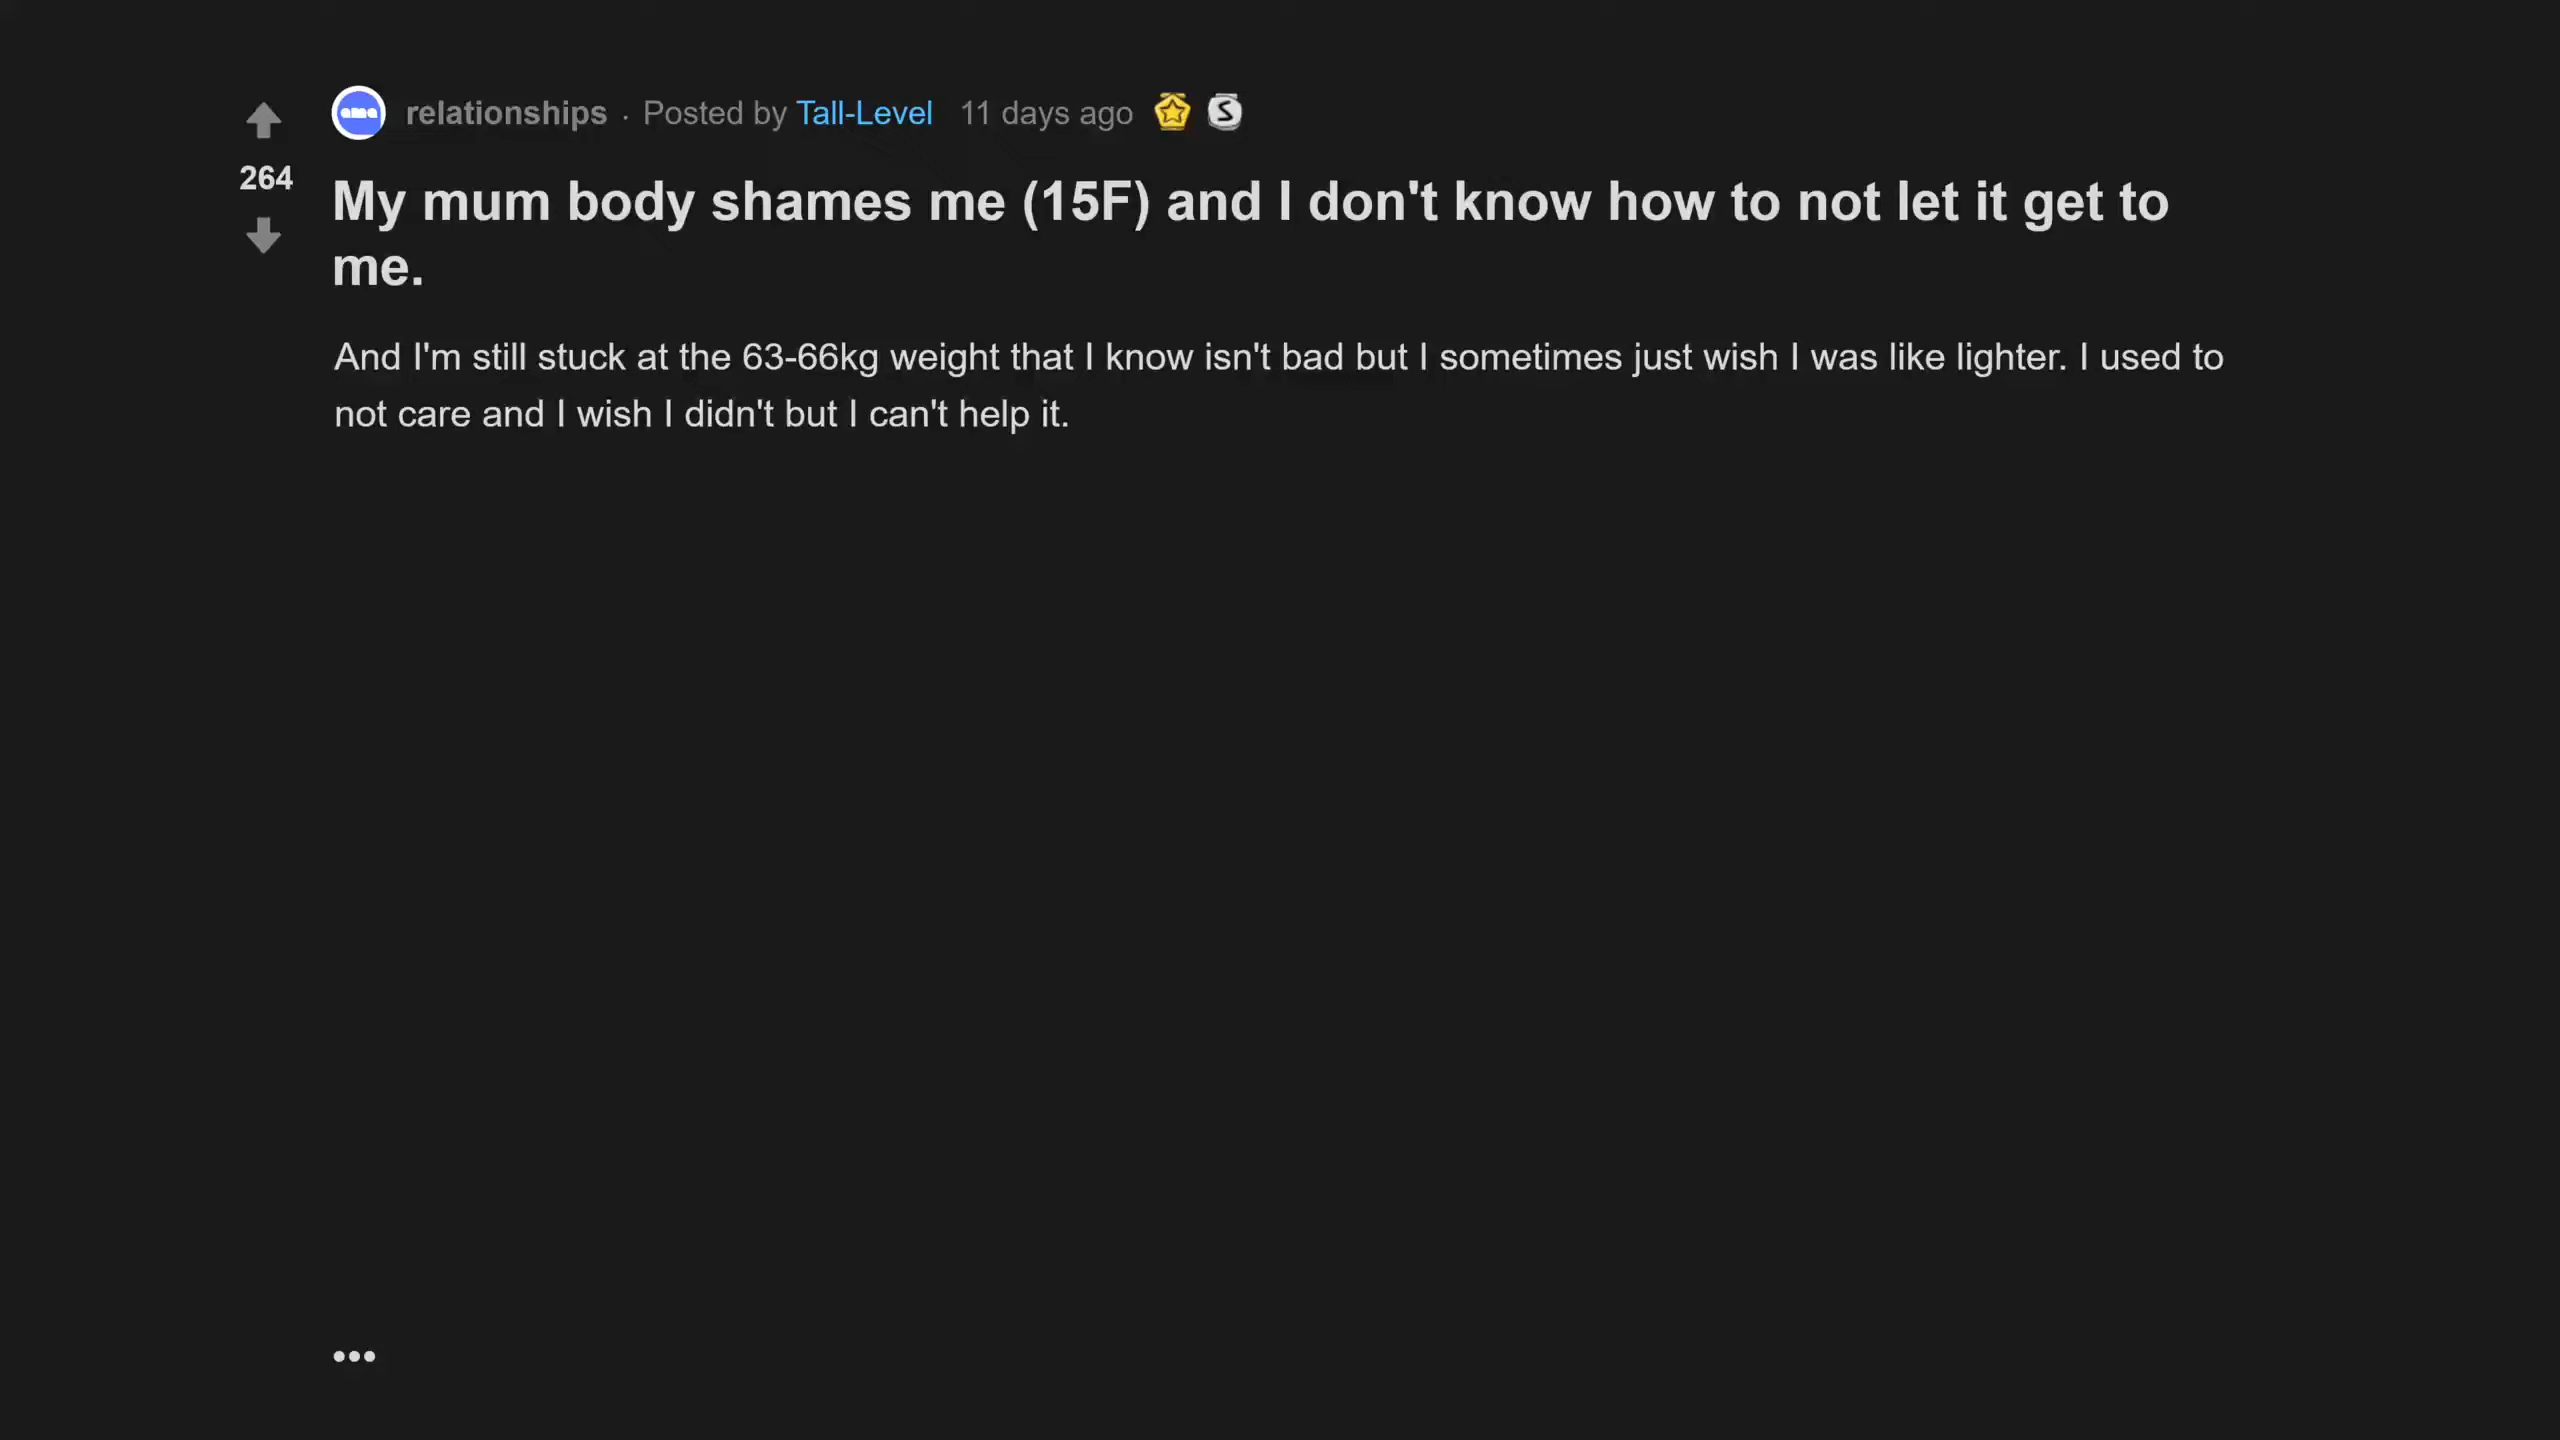 relationships · Posted by Tall-Level 11 days ago
264
My mum body shames me (15F) and I don't know how to not let it get to
me.
And I'm still stuck at the 63-66kg weight that I know isn't bad but I sometimes just wish I was like lighter. I used to
not care and I wish I didn't but I can't help it.
•••